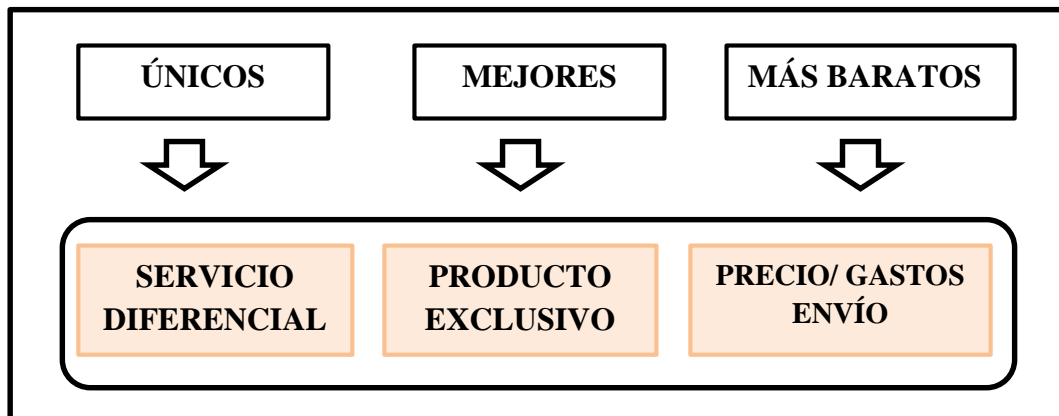 ÚNICOS
MEJORES
MÁS BARATOS
SERVICIO
DIFERENCIAL
PRODUCTO
EXCLUSIVO
PRECIO/ GASTOS
ENVÍO